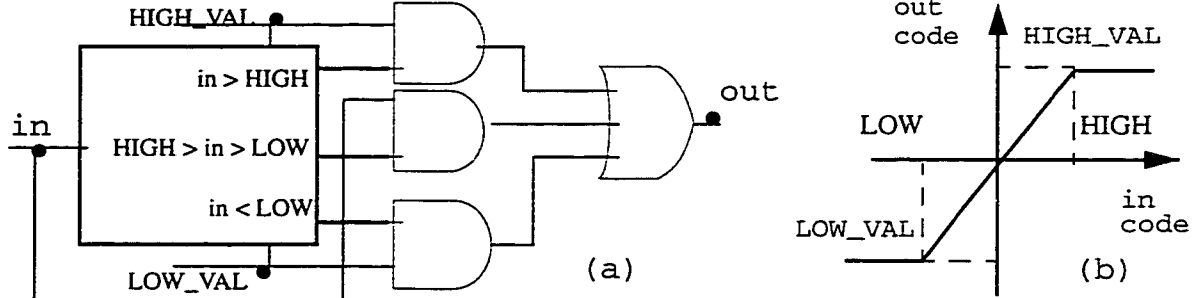 HIGH_VAL
in > HIGH
in
HIGH > in > LOW
in < LOW
LOW_VAL
out
(a)
out
code
HIGH_VAL
LOW
HIGH
in
code
LOW_VAL
(b)